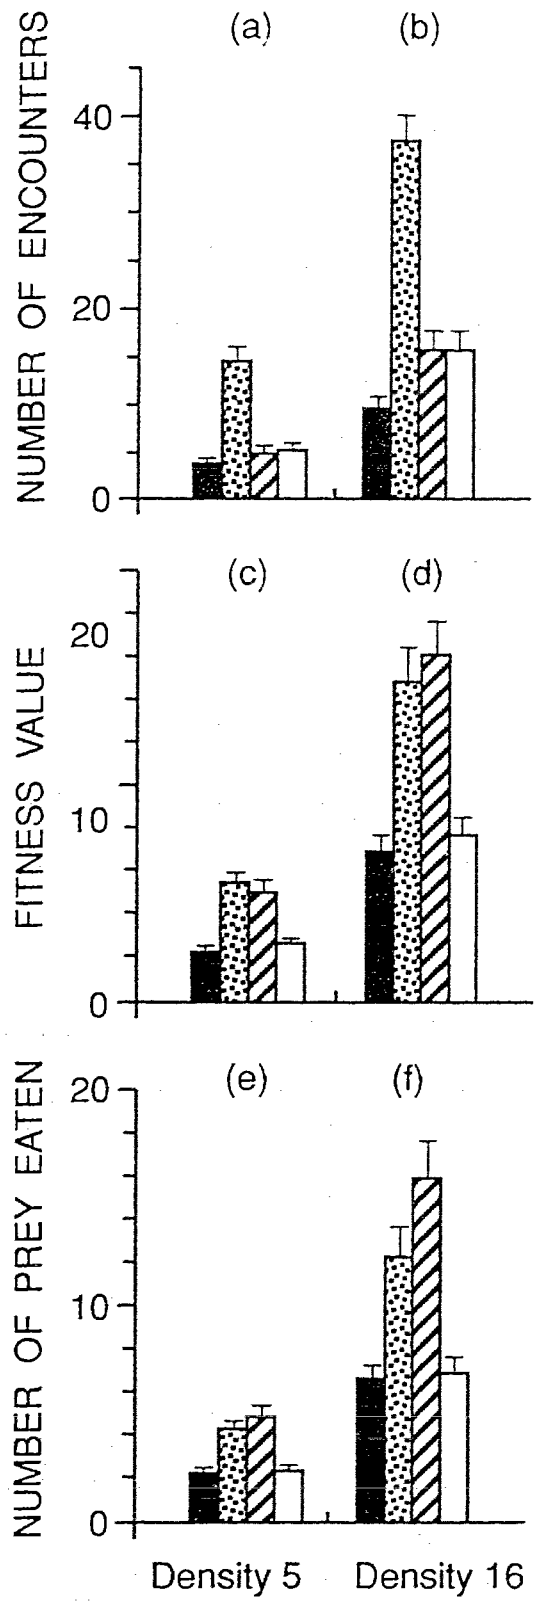 (a) (b)
NUMBER OF ENCOUNTERS
40
20
0
(c) (d)
FITNESS VALUE
20
10
0
(e) (f)
NUMBER OF PREY EATEN
20
10
0
Density 5 Density 16